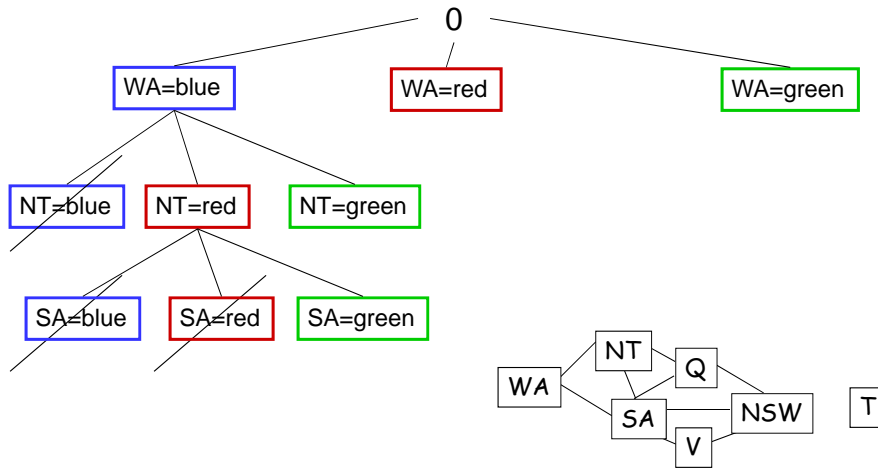 0
WA=blue
WA=red
WA=green
NT=blue
NT=red
NT=green
SA=blue
SA=red
SA=green
NT
Q
WA
SA
NSW
T
V